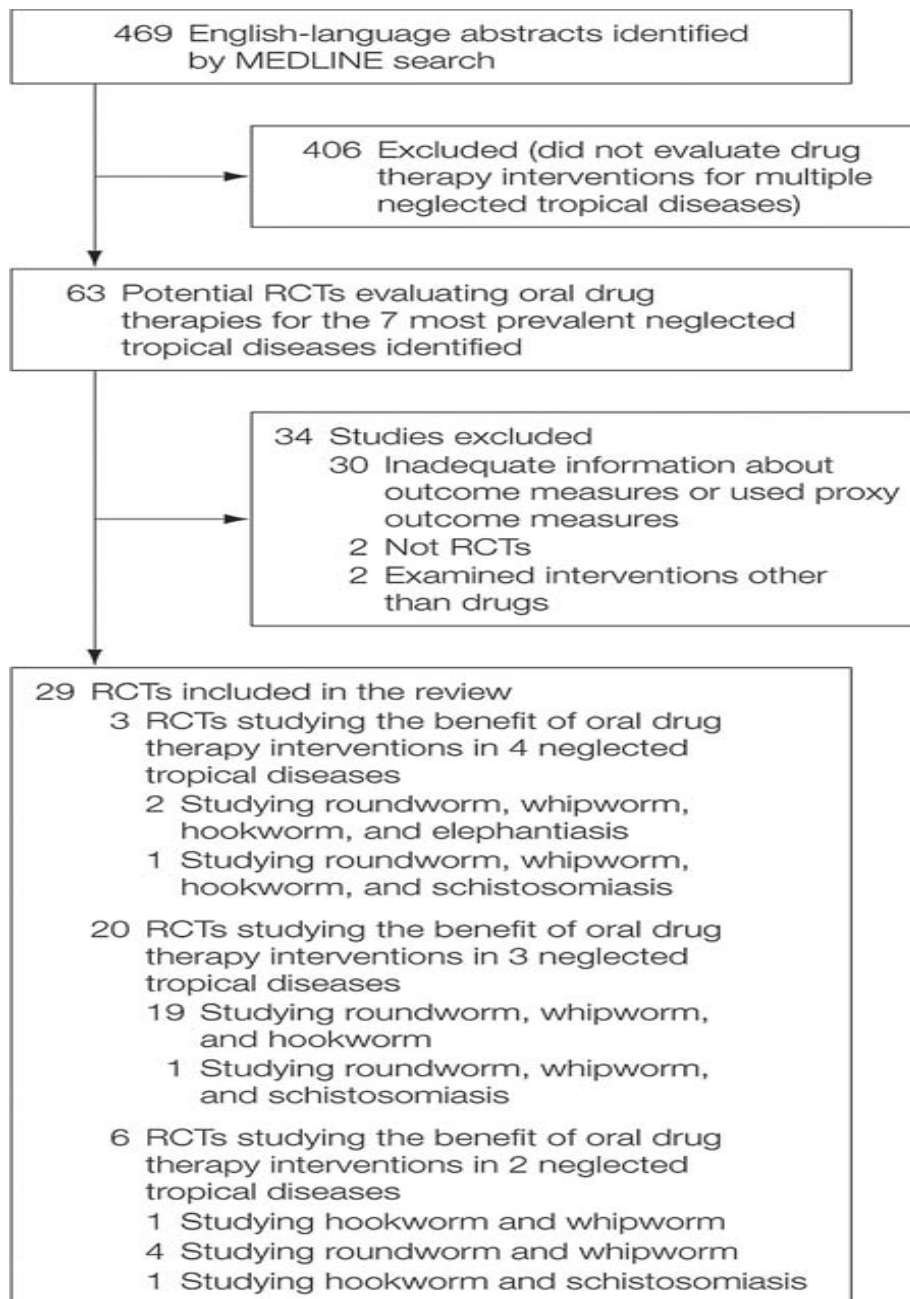 469 English-language abstracts identified
by MEDLINE search
406 Excluded (did not evaluate drug
therapy interventions for multiple
neglected tropical diseases)
63 Potential RCTs evaluating oral drug
therapies for the 7 most prevalent neglected
tropical diseases identified
34 Studies excluded
30 Inadequate information about
outcome measures or used proxy
outcome measures
2 Not RCTs
2 Examined interventions other
than drugs
29 RCTs included in the review
3 RCTs studying the benefit of oral drug
therapy interventions in 4 neglected
tropical diseases
2 Studying roundworm, whipworm,
hookworm, and elephantiasis
1 Studying roundworm, whipworm,
hookworm, and schistosomiasis
20 RCTs studying the benefit of oral drug
therapy interventions in 3 neglected
tropical diseases
19 Studying roundworm, whipworm,
and hookworm
1 Studying roundworm, whipworm,
and schistosomiasis
6 RCTs studying the benefit of oral drug
therapy interventions in 2 neglected
tropical diseases
1 Studying hookworm and whipworm
4 Studying roundworm and whipworm
1 Studying hookworm and schistosomiasis